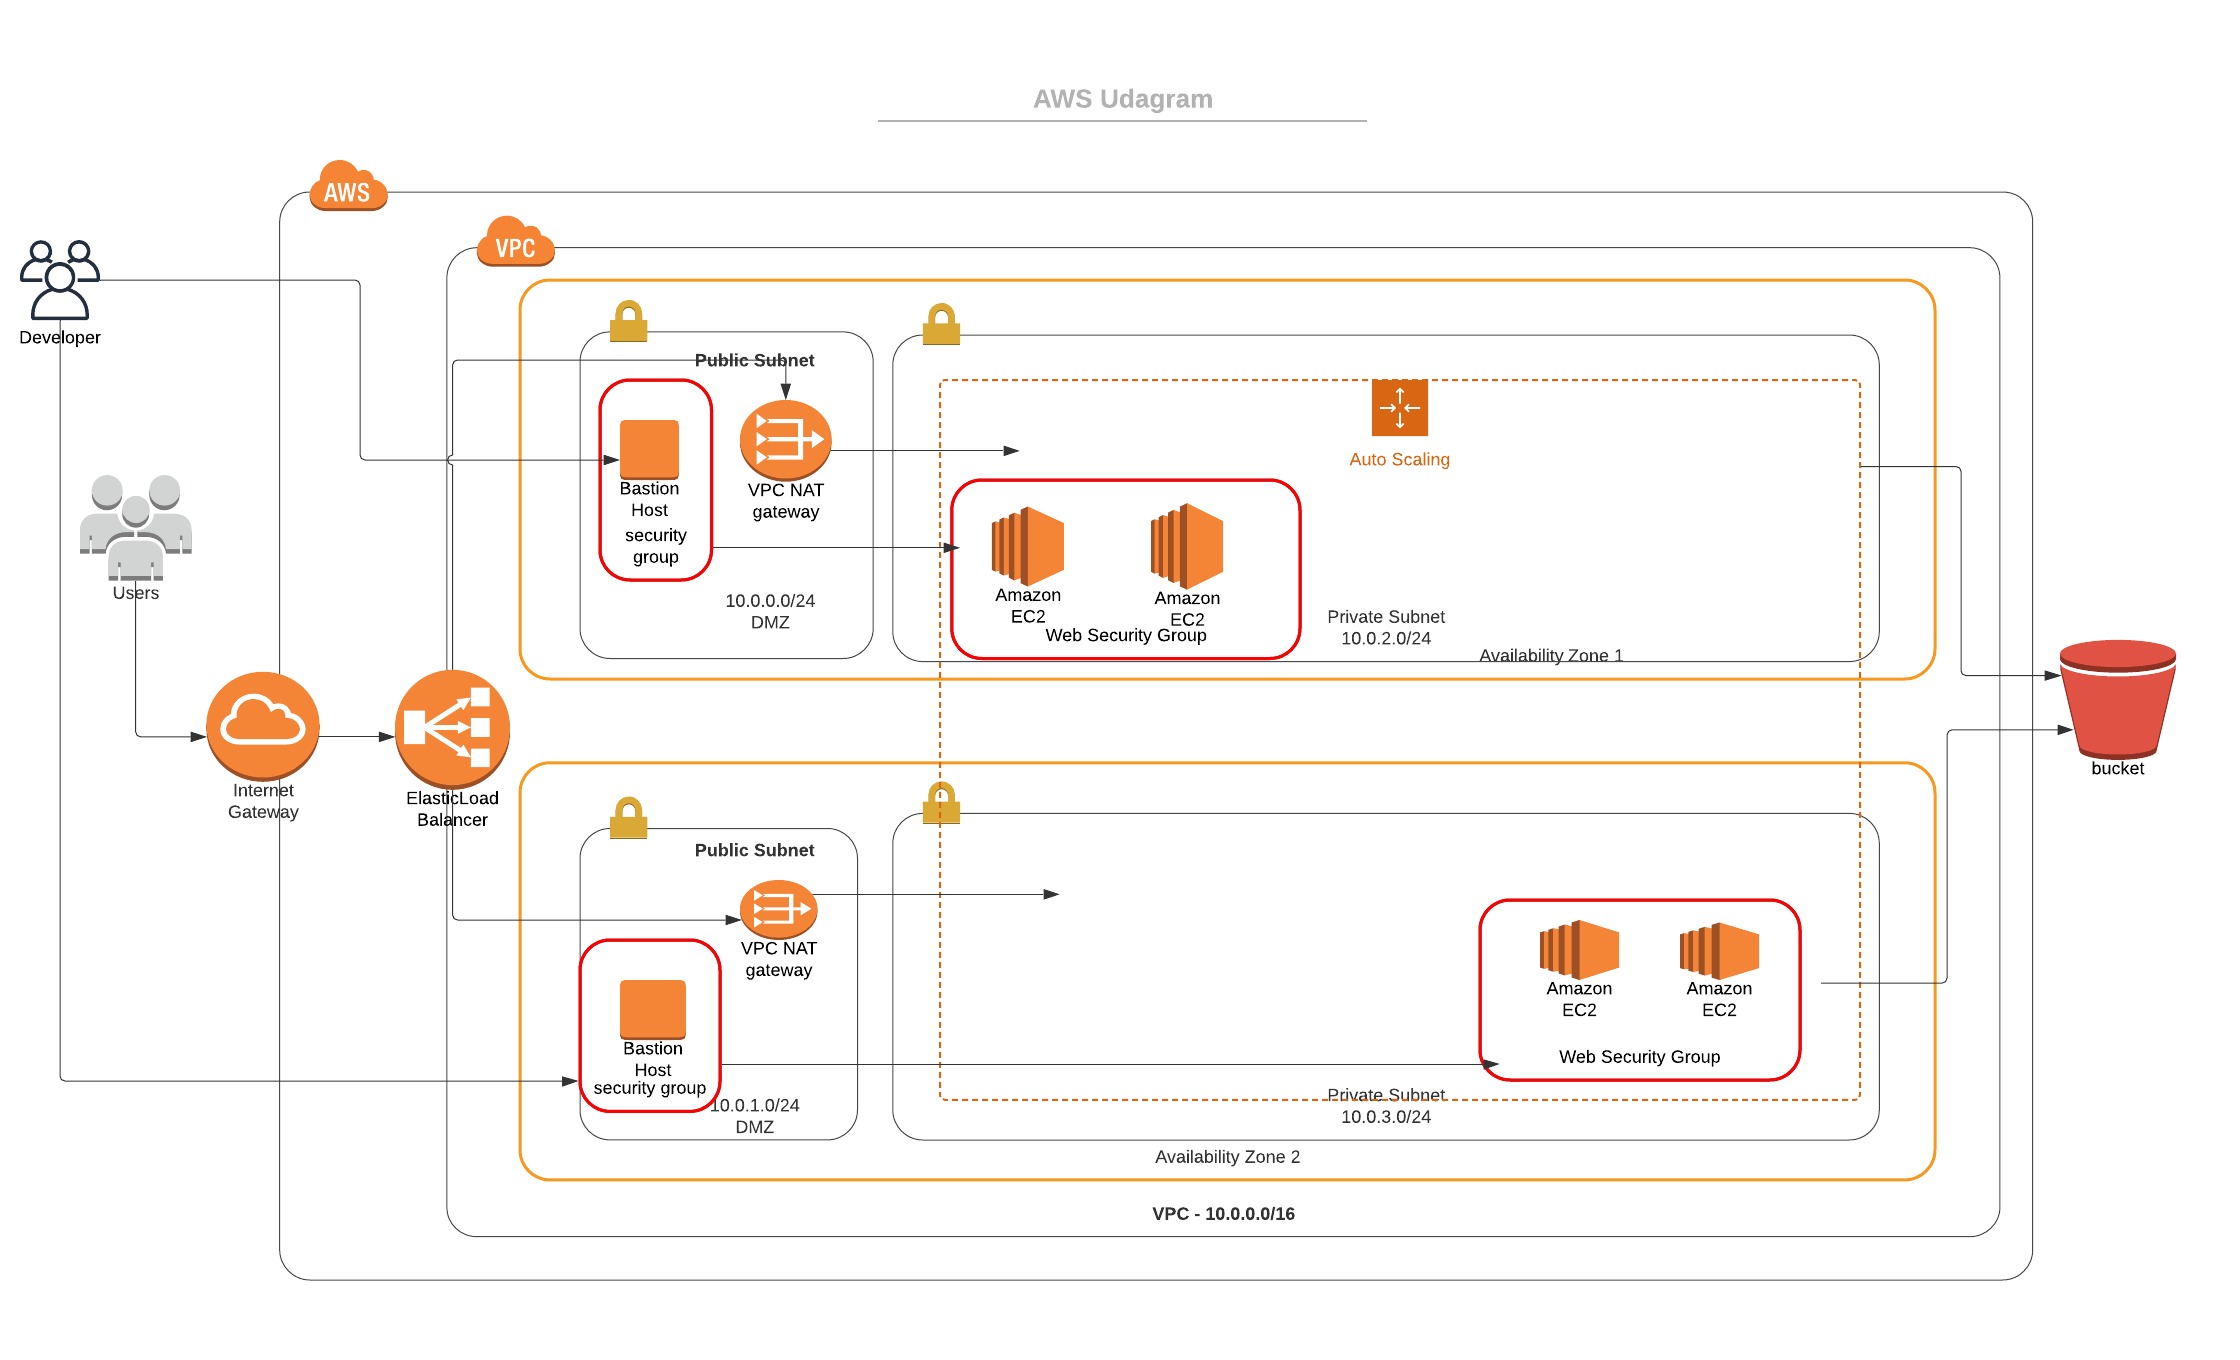 AWS Udagram
AWS
VPC
Developer
Public Subnet
Auto Scaling
Bastion
Host
security
group
VPC NAT
gateway
Users
10.0.0.0/24
DMZ
Amazon
EC2
Amazon
EC2
Web Security Group
Private Subnet
10.0.2.0/24
Availability Zone 1
Internet
Gateway
ElasticLoad
Balancer
bucket
Public Subnet
VPC NAT
gateway
Bastion
Host
security group
10.0.1.0/24
DMZ
Amazon
EC2
Amazon
EC2
Web Security Group
Private Subnet
10.0.3.0/24
Availability Zone 2
VPC - 10.0.0.0/16